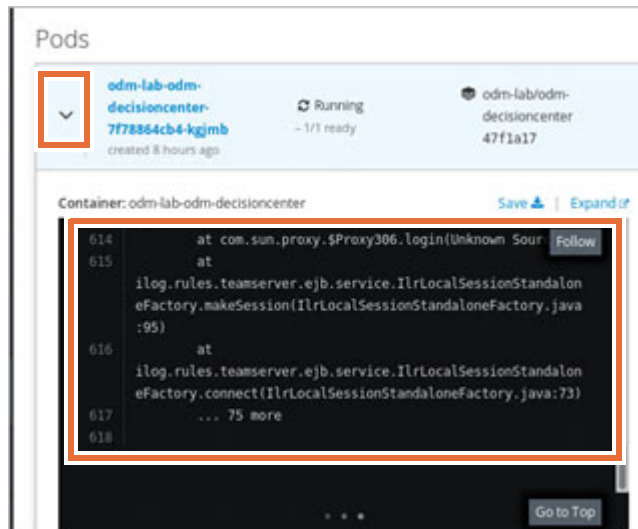 Pods
odm-lab-odm-
decisioncenter-
7f78864cb4-kgjmb
created 8 hours ago
Running
– 1/1 ready
odm-lab/odm-
decisioncenter
47f1a17
Container: odm-lab-odm-decisioncenter
Save | Expand
614 at com.sun.proxy.$Proxy306.login(Unknown Sour
Follow
615 at
ilog.rules.teamserver.ejb.service.IlrLocalSessionStandalon
eFactory.makeSession(IlrLocalSessionStandaloneFactory.java
:95)
616 at
ilog.rules.teamserver.ejb.service.IlrLocalSessionStandalon
eFactory.connect(IlrLocalSessionStandaloneFactory.java:73)
617 ... 75 more
618
Go to Top